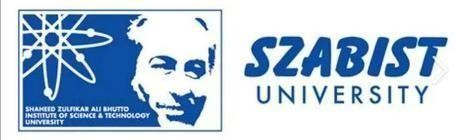 SHAHEED ZULFIKAR ALI BHUTTO
INSTITUTE OF SCIENCE & TECHNOLOGY
UNIVERSITY
SZABIST
UNIVERSITY